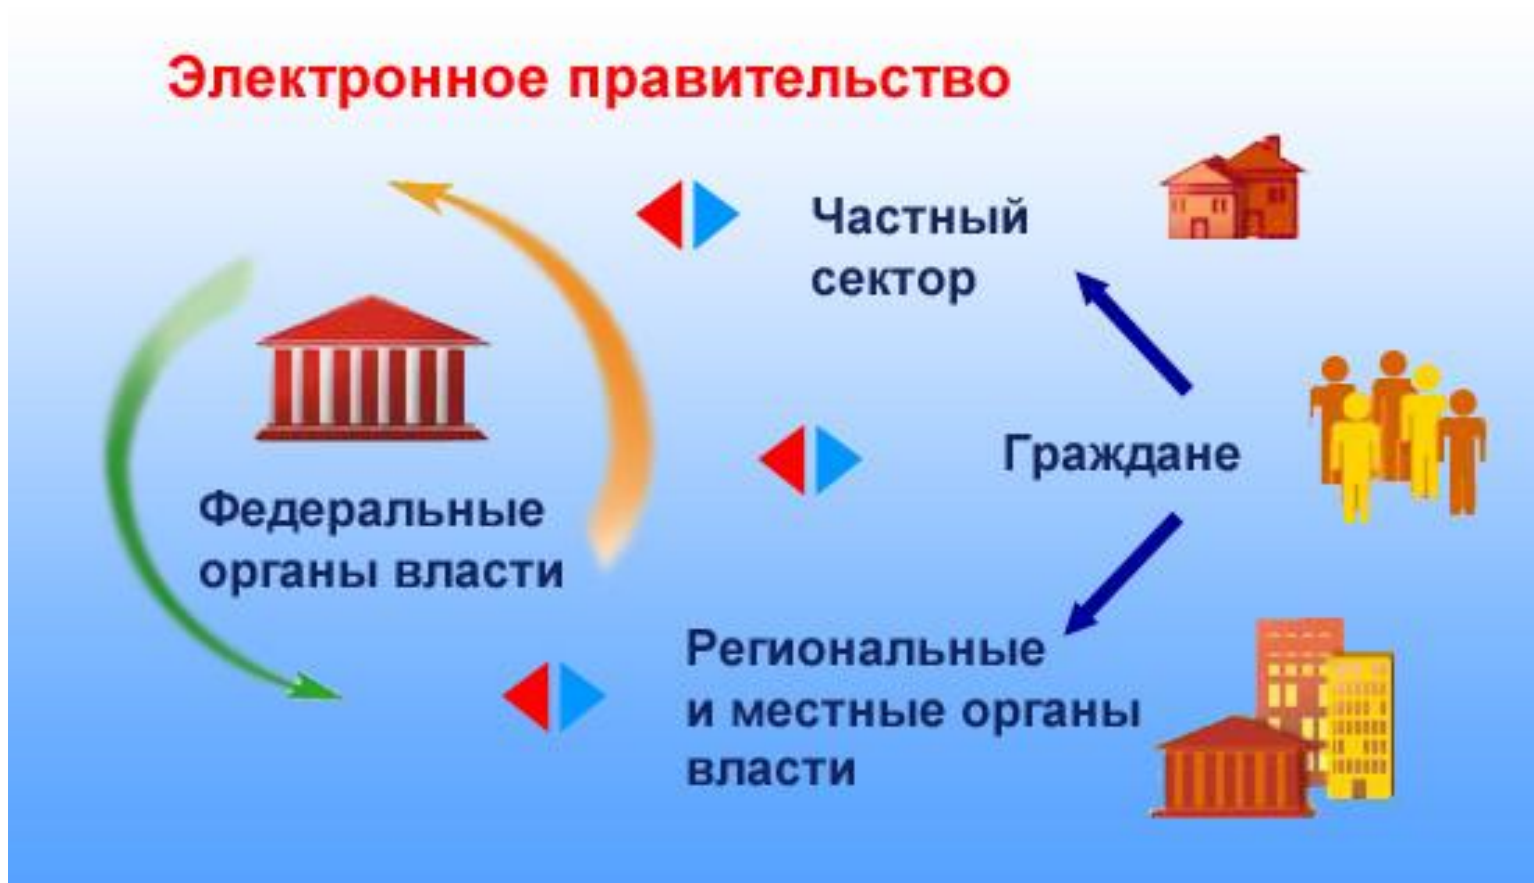 Электронное правительство
Частный
сектор
Граждане
Федеральные
органы власти
Региональные
и местные органы
власти